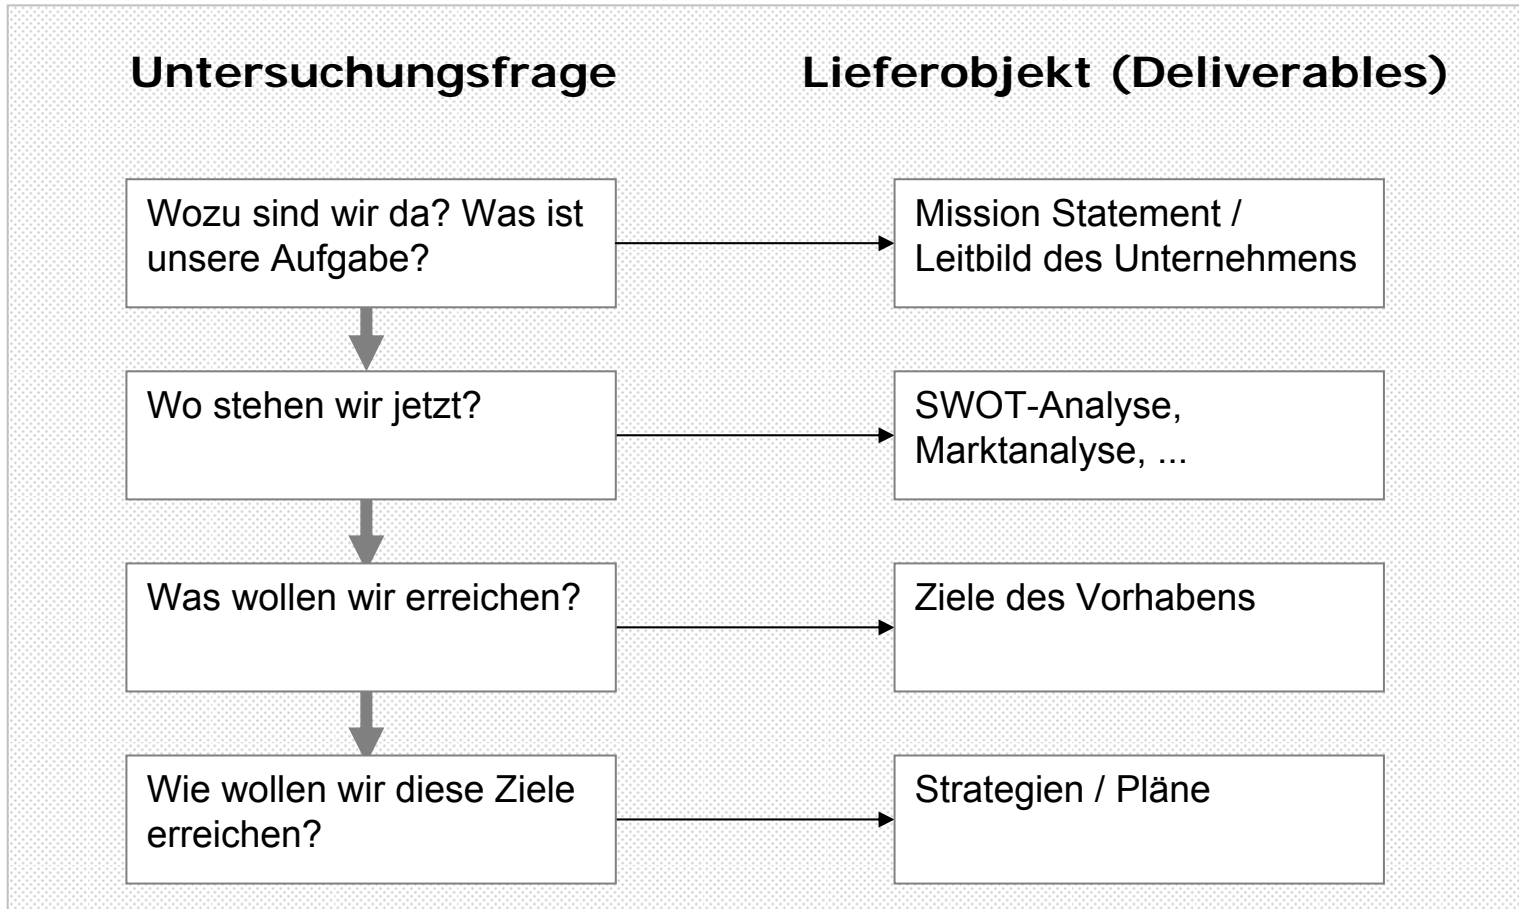 Untersuchungsfrage
Lieferobjekt (Deliverables)
Wozu sind wir da? Was ist
unsere Aufgabe?
Mission Statement /
Leitbild des Unternehmens
Wo stehen wir jetzt?
SWOT-Analyse,
Marktanalyse, ...
Was wollen wir erreichen?
Ziele des Vorhabens
Wie wollen wir diese Ziele
erreichen?
Strategien / Pläne